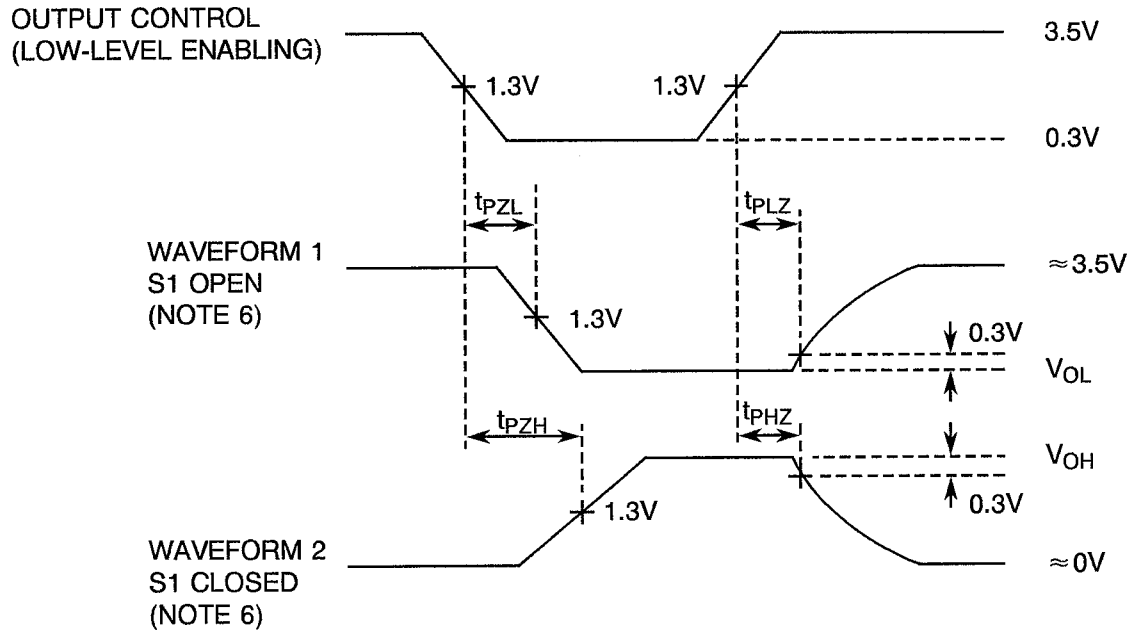 OUTPUT CONTROL
(LOW-LEVEL ENABLING)
1.3V
1.3V
3.5V
0.3V
tPZL
tPLZ
WAVEFORM 1
S1 OPEN
(NOTE 6)
1.3V
≈3.5V
0.3V
VOL
tPZH
tPHZ
VOH
0.3V
1.3V
WAVEFORM 2
S1 CLOSED
(NOTE 6)
≈0V